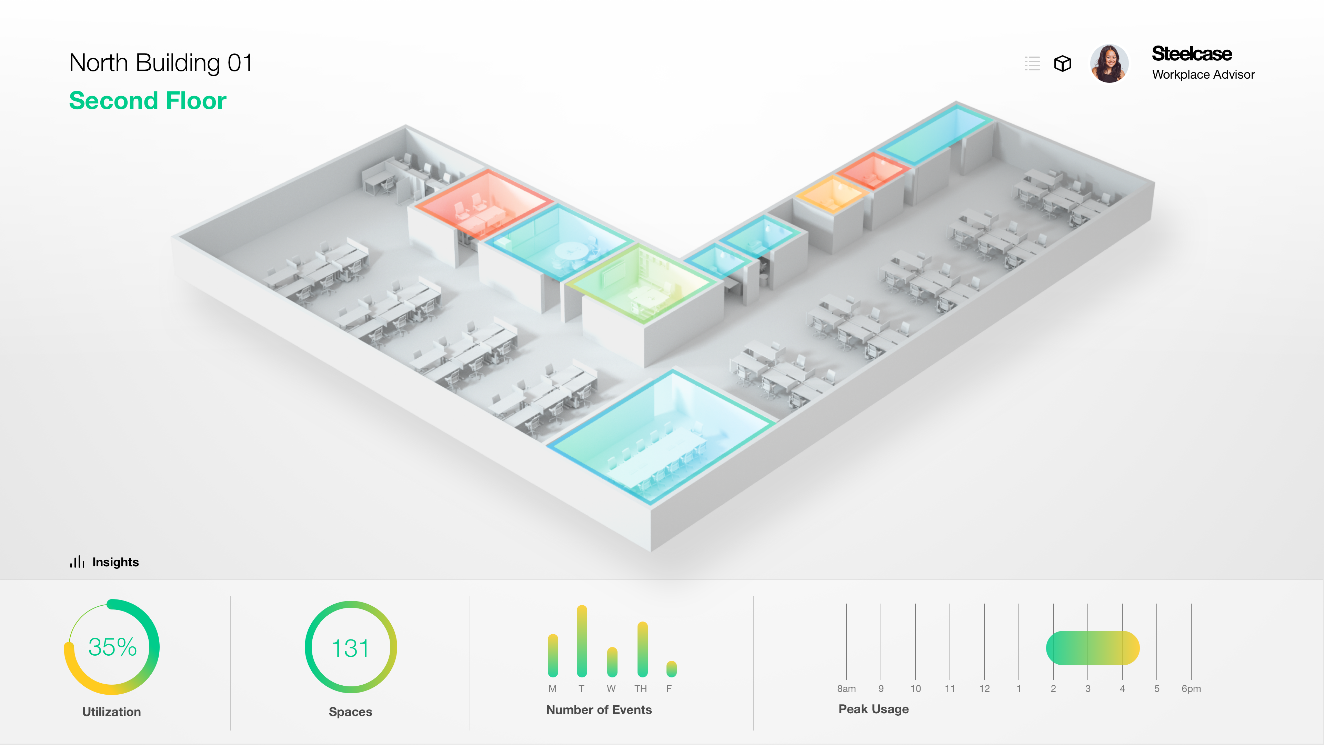 North Building 01
Second Floor
Steelcase
Workplace Advisor
Insights
35%
Utilization
131
Spaces
M T W TH F
Number of Events
8am 9 10 11 12 1 2 3 4 5 6pm
Peak Usage